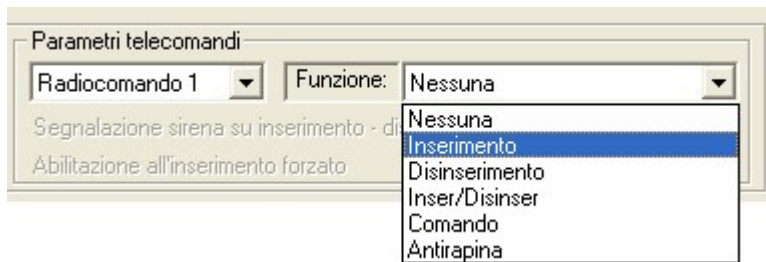 Parametri telecomandi
Radiocomando 1 Funzione: Nessuna
Segnalazione sirena su inserimento - di
Nessuna
Inserimento
Abilitazione all'inserimento forzato
Disinserimento
Inser/Disinser
Comando
Antirapina